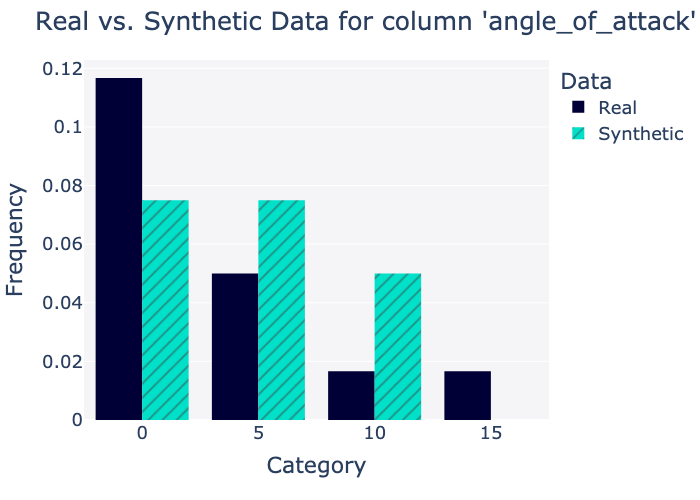 Real vs. Synthetic Data for column 'angle_of_attack'
Data
Real
Synthetic
Frequency
0.12
0.1
0.08
0.06
0.04
0.02
0
0 5 10 15
Category